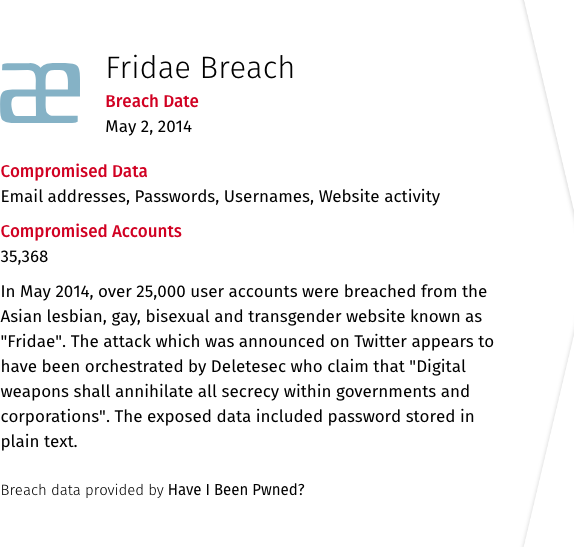 æ
Fridae Breach
Breach Date
May 2, 2014
Compromised Data
Email addresses, Passwords, Usernames, Website activity
Compromised Accounts
35,368
In May 2014, over 25,000 user accounts were breached from the
Asian lesbian, gay, bisexual and transgender website known as
"Fridae". The attack which was announced on Twitter appears to
have been orchestrated by Deletesec who claim that "Digital
weapons shall annihilate all secrecy within governments and
corporations". The exposed data included password stored in
plain text.
Breach data provided by Have I Been Pwned?